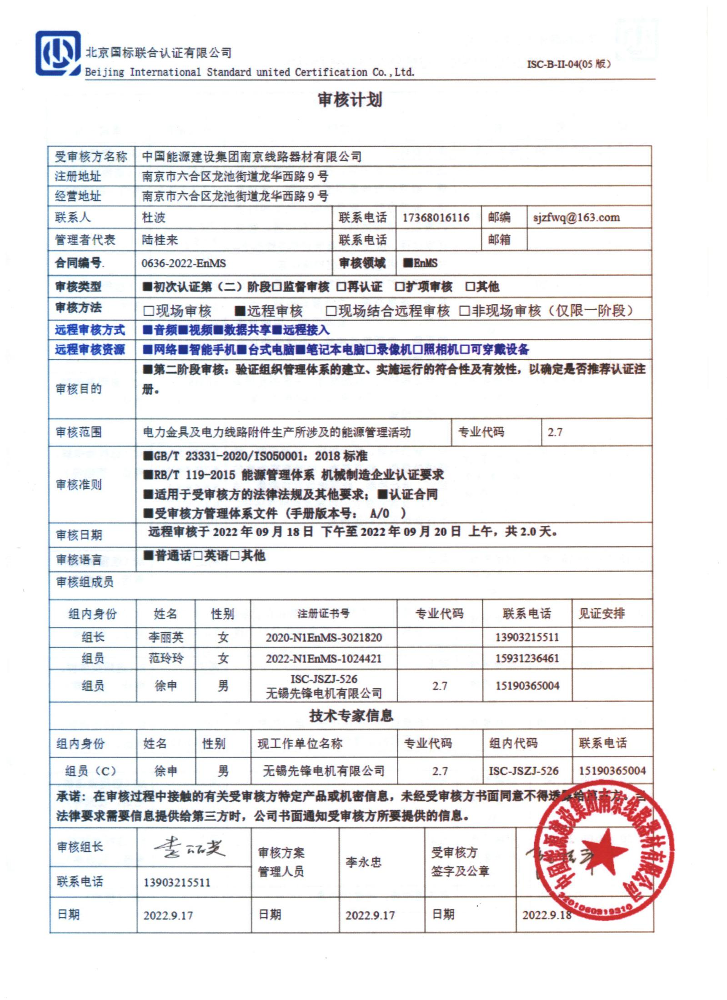 北京国标联合认证有限公司
Beijing International Standard united Certification Co.,Ltd.
ISC-B-II-04(05 版)
审核计划
受审核方名称 中国能源建设集团南京线路器材有限公司
注册地址 南京市六合区龙池街道龙华西路 9 号
经营地址 南京市六合区龙池街道龙华西路 9 号
联系人 杜波 联系电话 17368016116 邮编 sjzfwq@163.com
管理者代表 陆桂来 联系电话 邮箱
合同编号. 0636-2022-EnMS 审核领域 ■EnMS
审核类型 ■初次认证第（二）阶段□监督审核 □再认证 □扩项审核 □其他
审核方法 □现场审核 ■远程审核 □现场结合远程审核 □非现场审核（仅限一阶段）
远程审核方式 ■音频■视频■数据共享■远程接入
远程审核资源 ■网络■智能手机■台式电脑■笔记本电脑□录像机□照相机□可穿戴设备
审核目的 ■第二阶段审核：验证组织管理体系的建立、实施运行的符合性及有效性，以确定是否推荐认证注
册。
审核范围 电力金具及电力线路附件生产所涉及的能源管理活动 专业代码 2.7
审核准则 ■GB/T 23331-2020/ISO50001：2018 标准
■RB/T 119-2015 能源管理体系 机械制造企业认证要求
■适用于受审核方的法律法规及其他要求；■认证合同
■受审核方管理体系文件（手册版本号： A/0 ）
审核日期 远程审核于 2022 年 09 月 18 日 下午至 2022 年 09 月 20 日 上午，共 2.0 天。
审核语言 ■普通话□英语□其他
审核组成员
组内身份 姓名 性别 注册证书号 专业代码 联系电话 见证安排
组长 李丽英 女 2020-N1EnMS-3021820 13903215511
组员 范玲玲 女 2022-N1EnMS-1024421 15931236461
组员 徐申 男 ISC-JSZJ-526 2.7 15190365004
无锡先锋电机有限公司
技术专家信息
组内身份 姓名 性别 现工作单位名称 专业代码 组内代码 联系电话
组员（C） 徐申 男 无锡先锋电机有限公司 2.7 ISC-JSZJ-526 15190365004
承诺：在审核过程中接触的有关受审核方特定产品或机密信息，未经受审核方书面同意不得透露给第三方。当
法律要求需要信息提供给第三方时，公司书面通知受审核方所要提供的信息。
审核组长 李丽英
审核方案 管理人员 李永忠
受审核方 签字及公章
联系电话 13903215511
日期 2022.9.17 日期 2022.9.17 日期 2022.9.18
中国能源建设集团南京线路器材有限公司